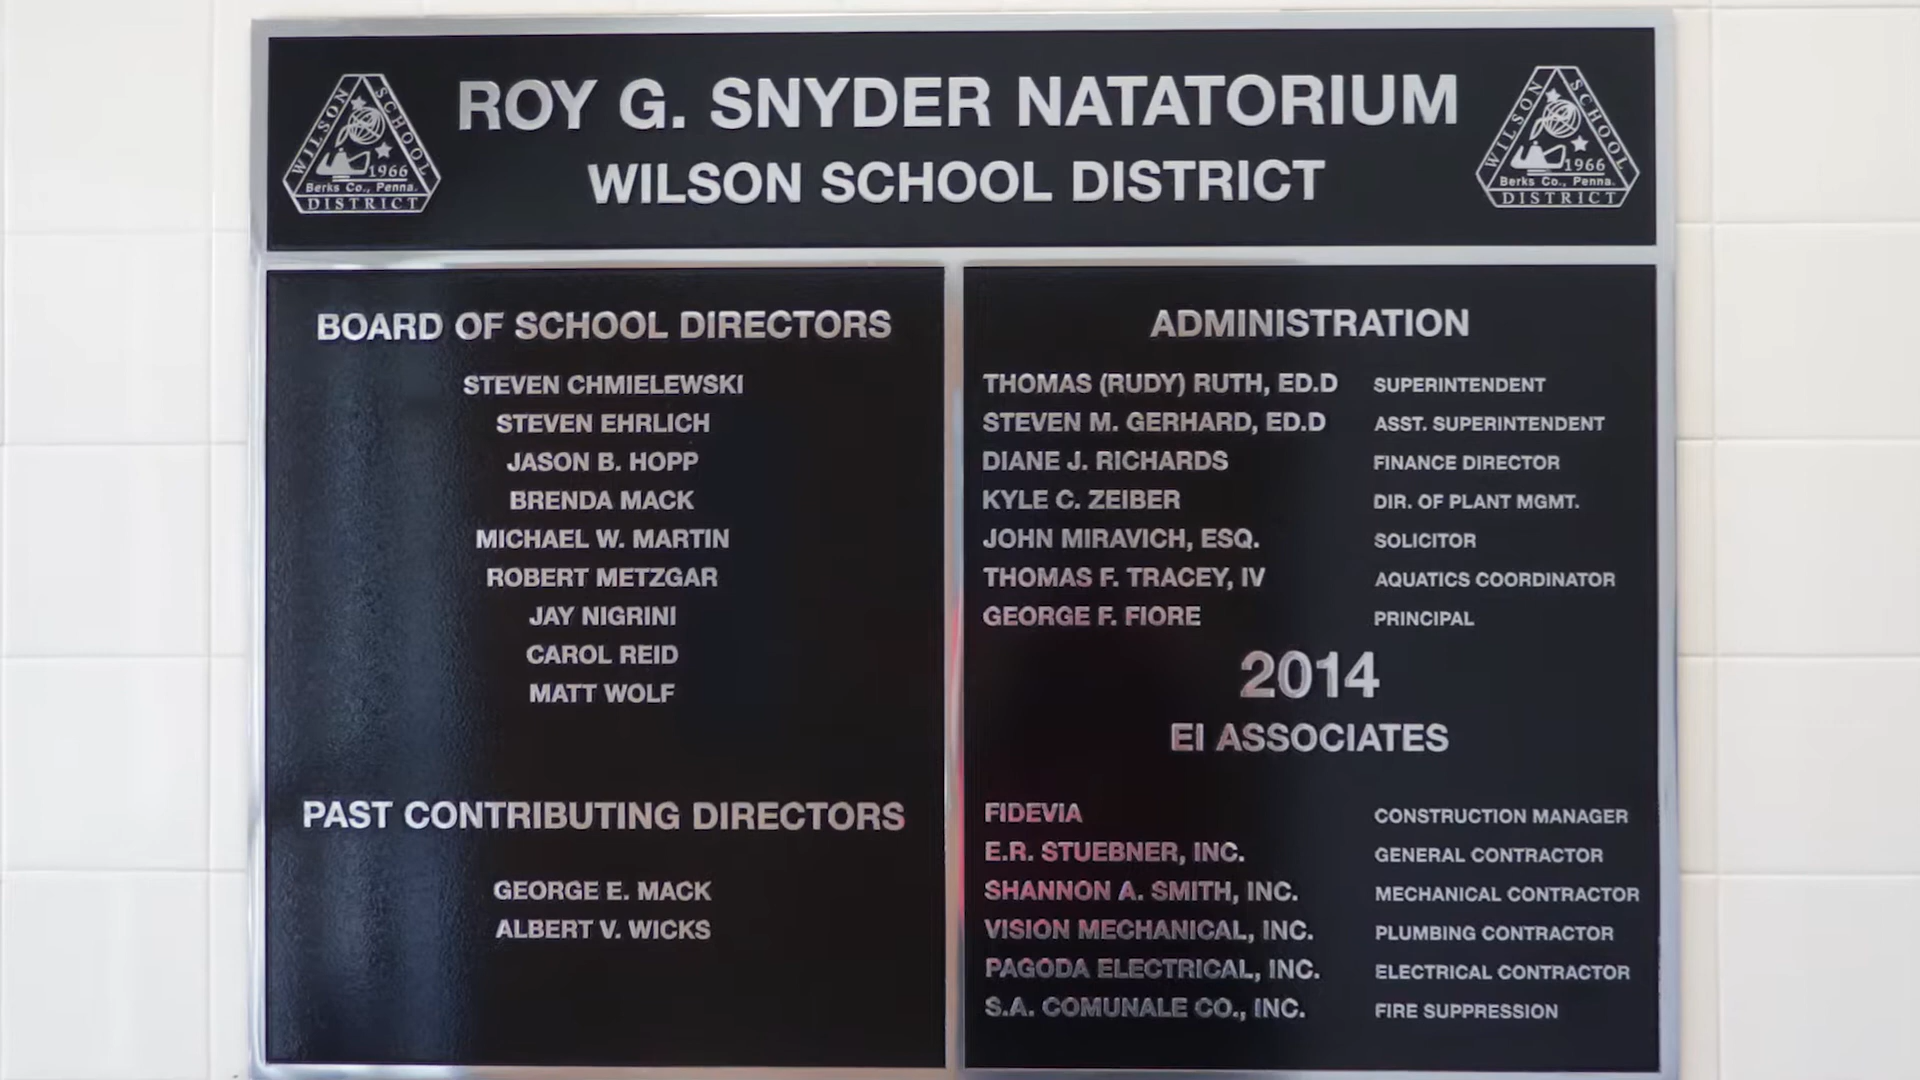 WILSON SCHOOL DISTRICT
1966
Berks Co., Penna.
ROY G. SNYDER NATATORIUM
WILSON SCHOOL DISTRICT
WILSON SCHOOL DISTRICT
1966
Berks Co., Penna.
BOARD OF SCHOOL DIRECTORS
STEVEN CHMIELEWSKI
STEVEN EHRLICH
JASON B. HOPP
BRENDA MACK
MICHAEL W. MARTIN
ROBERT METZGAR
JAY NIGRINI
CAROL REID
MATT WOLF
PAST CONTRIBUTING DIRECTORS
GEORGE E. MACK
ALBERT V. WICKS
ADMINISTRATION
THOMAS (RUDY) RUTH, ED.D SUPERINTENDENT
STEVEN M. GERHARD, ED.D ASST. SUPERINTENDENT
DIANE J. RICHARDS FINANCE DIRECTOR
KYLE C. ZEIBER DIR. OF PLANT MGMT.
JOHN MIRAVICH, ESQ. SOLICITOR
THOMAS F. TRACEY, IV AQUATICS COORDINATOR
GEORGE F. FIORE PRINCIPAL
2014
EI ASSOCIATES
FIDEVIA CONSTRUCTION MANAGER
E.R. STUEBNER, INC. GENERAL CONTRACTOR
SHANNON A. SMITH, INC. MECHANICAL CONTRACTOR
VISION MECHANICAL, INC. PLUMBING CONTRACTOR
PAGODA ELECTRICAL, INC. ELECTRICAL CONTRACTOR
S.A. COMUNALE CO., INC. FIRE SUPPRESSION